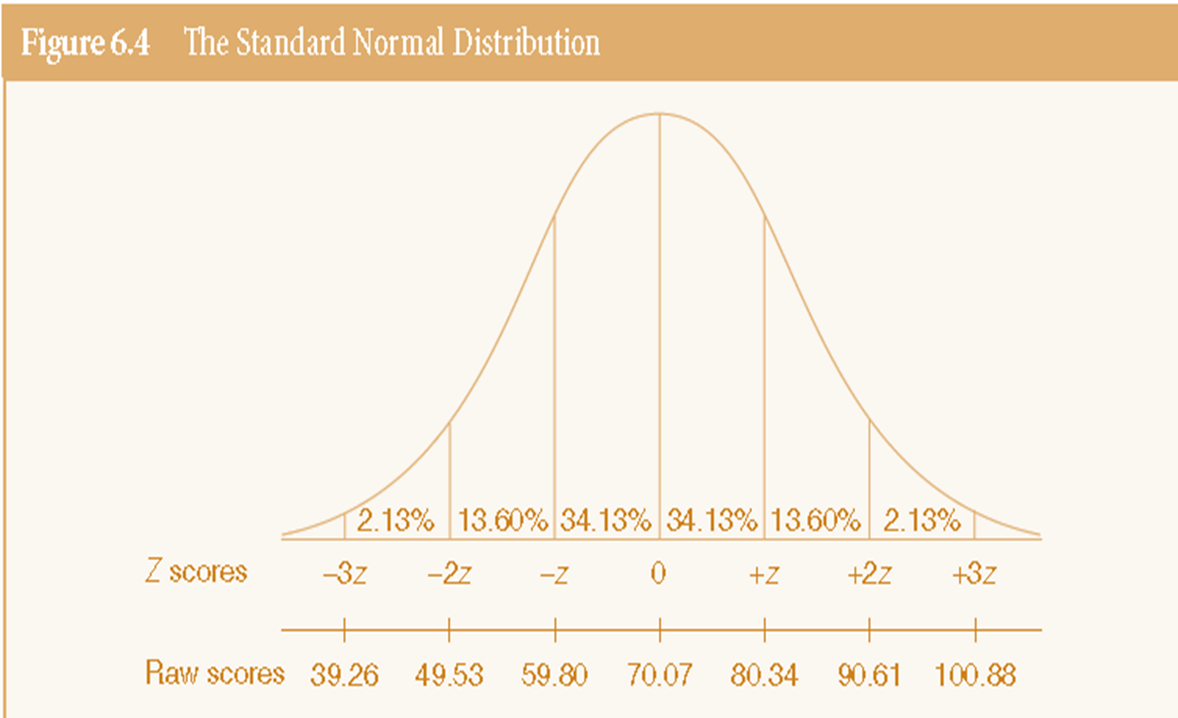 Figure 6.4 The Standard Normal Distribution
2.13% 13.60% 34.13% 34.13% 13.60% 2.13%
Z scores −3z −2z −z 0 +z +2z +3z
Raw scores 39.26 49.53 59.80 70.07 80.34 90.61 100.88